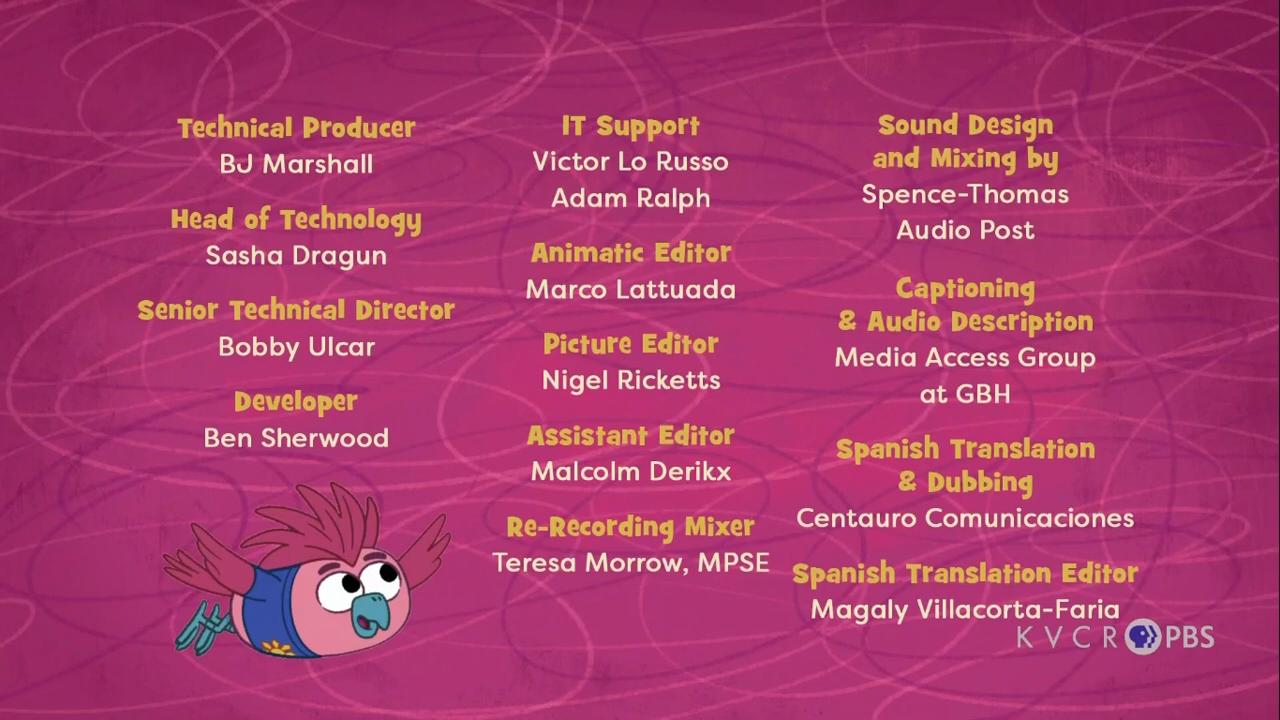 Technical Producer
BJ Marshall
Head of Technology
Sasha Dragun
Senior Technical Director
Bobby Ulcar
Developer
Ben Sherwood
IT Support
Victor Lo Russo
Adam Ralph
Animatic Editor
Marco Lattuada
Picture Editor
Nigel Ricketts
Assistant Editor
Malcolm Derikx
Re-Recording Mixer
Teresa Morrow, MPSE
Sound Design
and Mixing by
Spence-Thomas
Audio Post
Captioning
& Audio Description
Media Access Group
at GBH
Spanish Translation
& Dubbing
Centauro Comunicaciones
Spanish Translation Editor
Magaly Villacorta-Faria
KVCR PBS